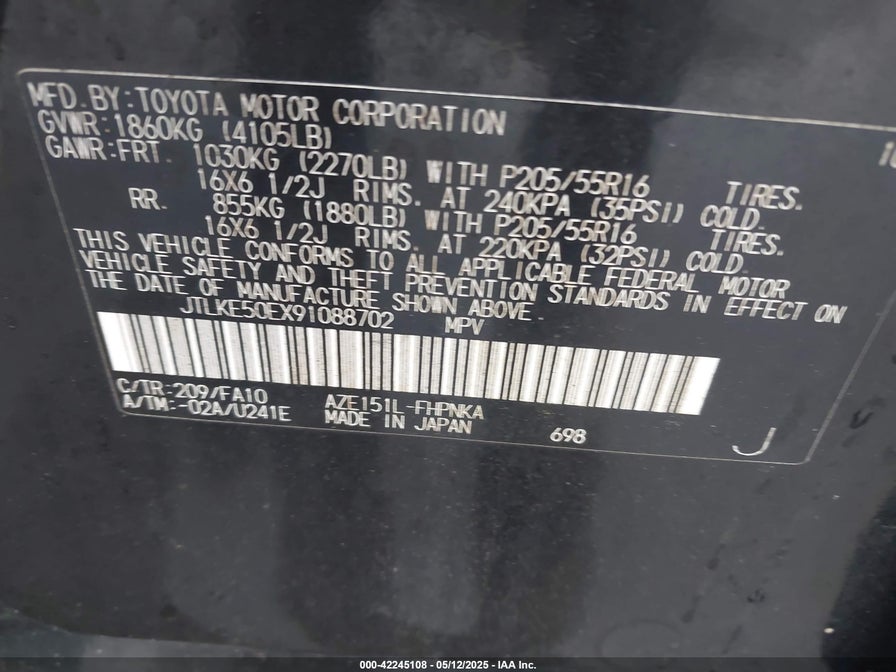 MFD. BY: TOYOTA MOTOR CORPORATION
GVWR: 1860KG (4105LB)
GAWR: FRT. 1030KG (2270LB) WITH P205/55R16 TIRES.
16X6 1/2J RIMS. AT 240KPA (35PSI) COLD.
RR. 855KG (1880LB) WITH P205/55R16 TIRES.
16X6 1/2J RIMS. AT 220KPA (32PSI) COLD.
THIS VEHICLE CONFORMS TO ALL APPLICABLE FEDERAL MOTOR
VEHICLE SAFETY AND THEFT PREVENTION STANDARDS IN EFFECT ON
THE DATE OF MANUFACTURE SHOWN ABOVE.
JTLKE50EX91088702 MPV
C/TR: 209/FA10
A/TM: -02A/U241E
AZE151L-FHPNKA
MADE IN JAPAN
698
J
000-42245108 - 05/12/2025 - IAA Inc.